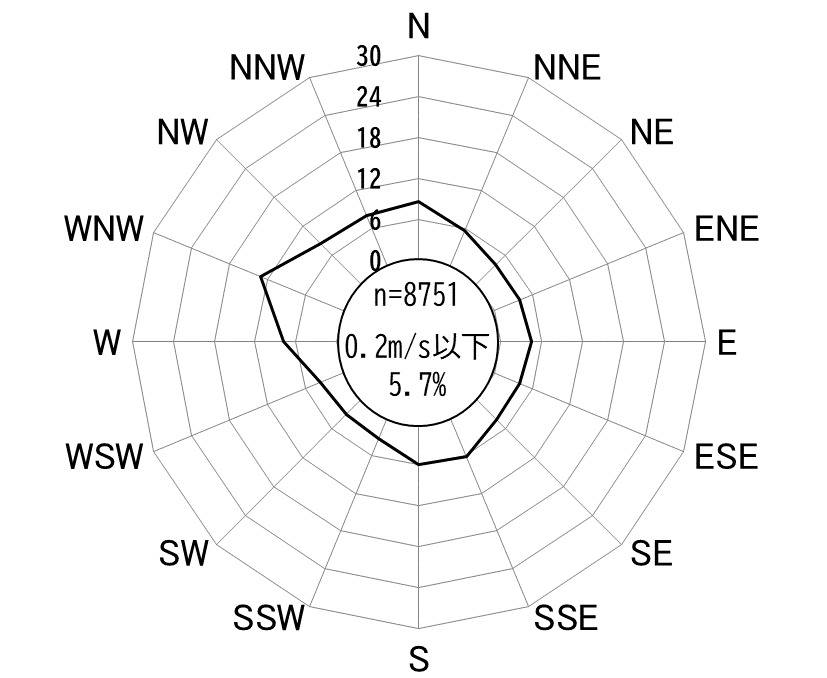 N
NNE
NE
ENE
E
ESE
SE
SSE
S
SSW
SW
WSW
W
WNW
NW
NNW
30
24
18
12
6
0
n=8751
0.2m/s以下
5.7%